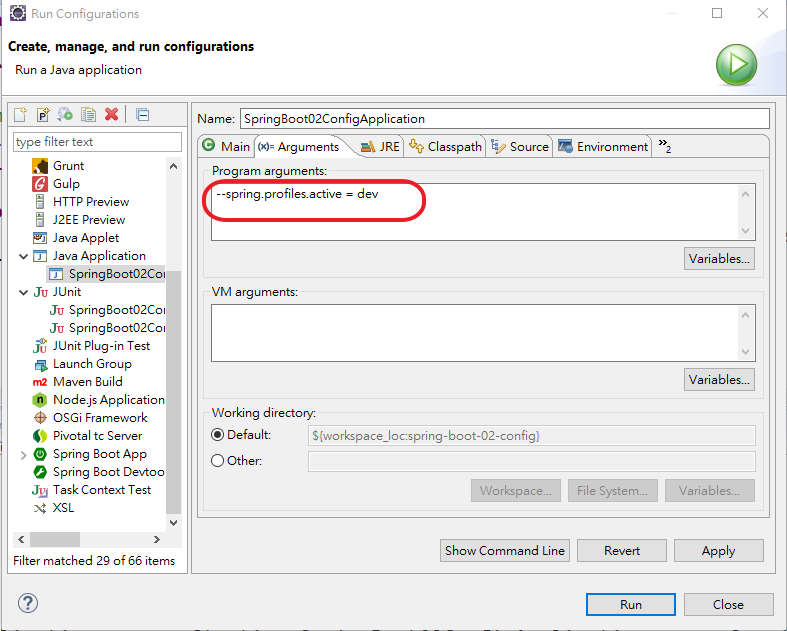 Run Configurations
Create, manage, and run configurations
Run a Java application
type filter text
Grunt
Gulp
HTTP Preview
J2EE Preview
Java Applet
Java Application
SpringBoot02Co
JUnit
SpringBoot02Co
SpringBoot02Co
JUnit Plug-in Test
Launch Group
Maven Build
Node.js Application
OSGi Framework
Pivotal tc Server
Spring Boot App
Spring Boot Devtoo
Task Context Test
XSL
Filter matched 29 of 66 items
Name: SpringBoot02ConfigApplication
Main (x)= Arguments JRE Classpath Source Environment »2
Program arguments:
--spring.profiles.active = dev
Variables...
VM arguments:
Variables...
Working directory:
Default: ${workspace_loc:spring-boot-02-config}
Other:
Workspace... File System... Variables...
Show Command Line Revert Apply
Run Close